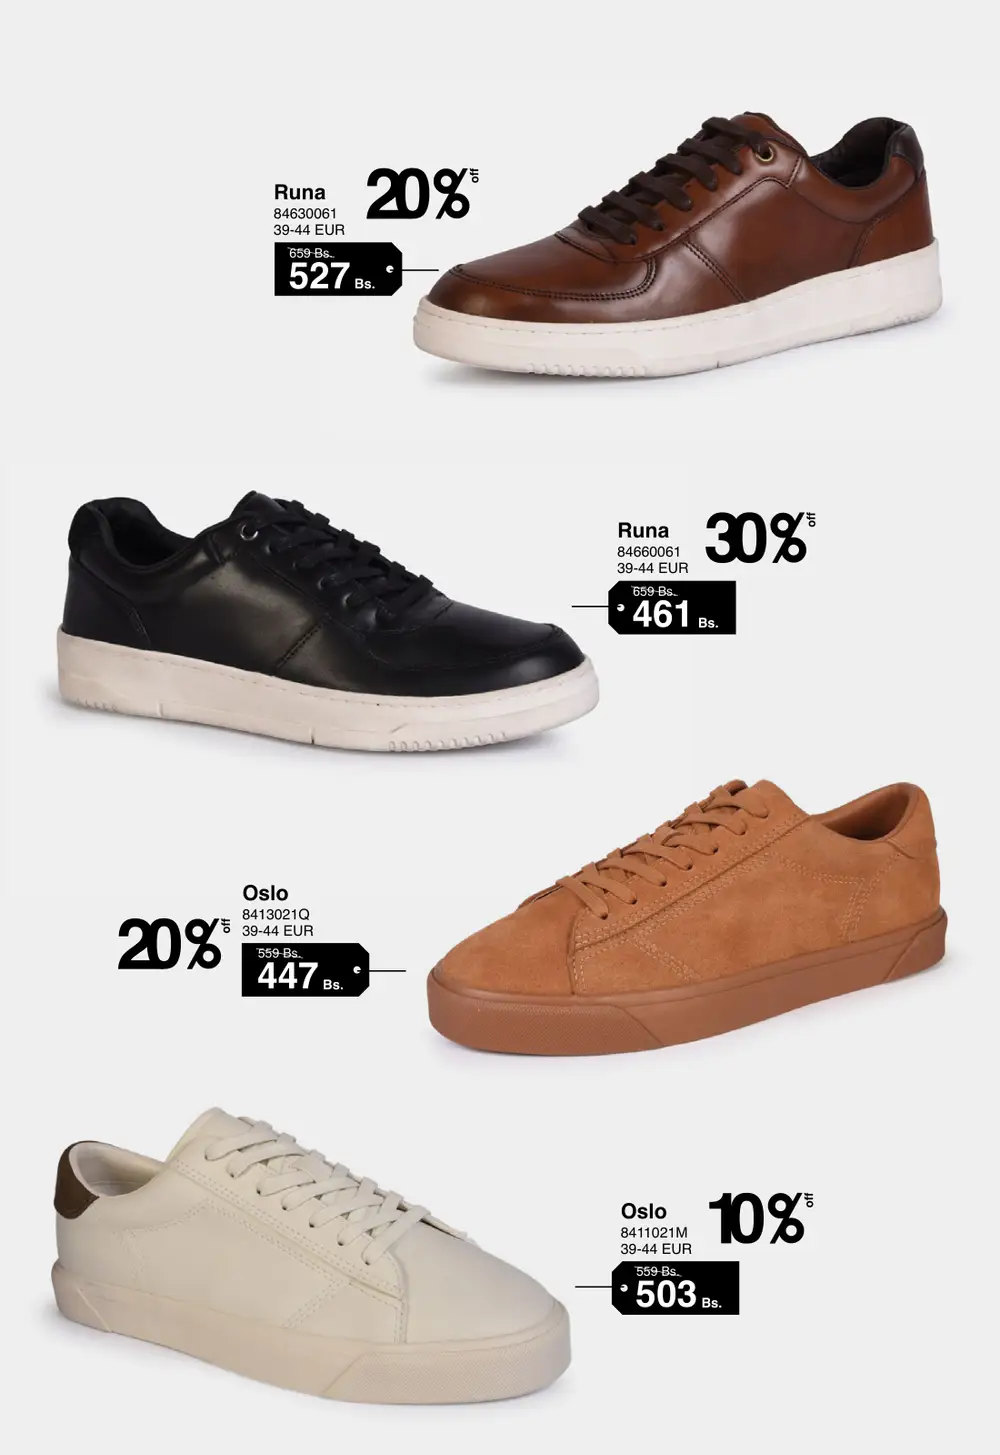 Runa
84630061
39-44 EUR
20% off
659 Bs.
527 Bs.
Runa
84660061
39-44 EUR
30% off
659 Bs.
461 Bs.
Oslo
8413021Q
39-44 EUR
20% off
559 Bs.
447 Bs.
Oslo
8411021M
39-44 EUR
10% off
559 Bs.
503 Bs.